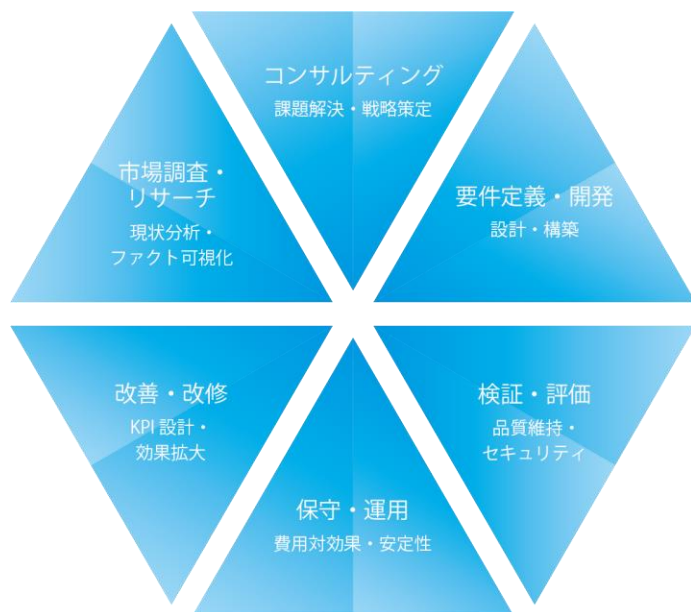 コンサルティング
課題解決・戦略策定
市場調査・
リサーチ
現状分析・
ファクト可視化
要件定義・開発
設計・構築
改善・改修
KPI 設計・
効果拡大
検証・評価
品質維持・
セキュリティ
保守・運用
費用対効果・安定性